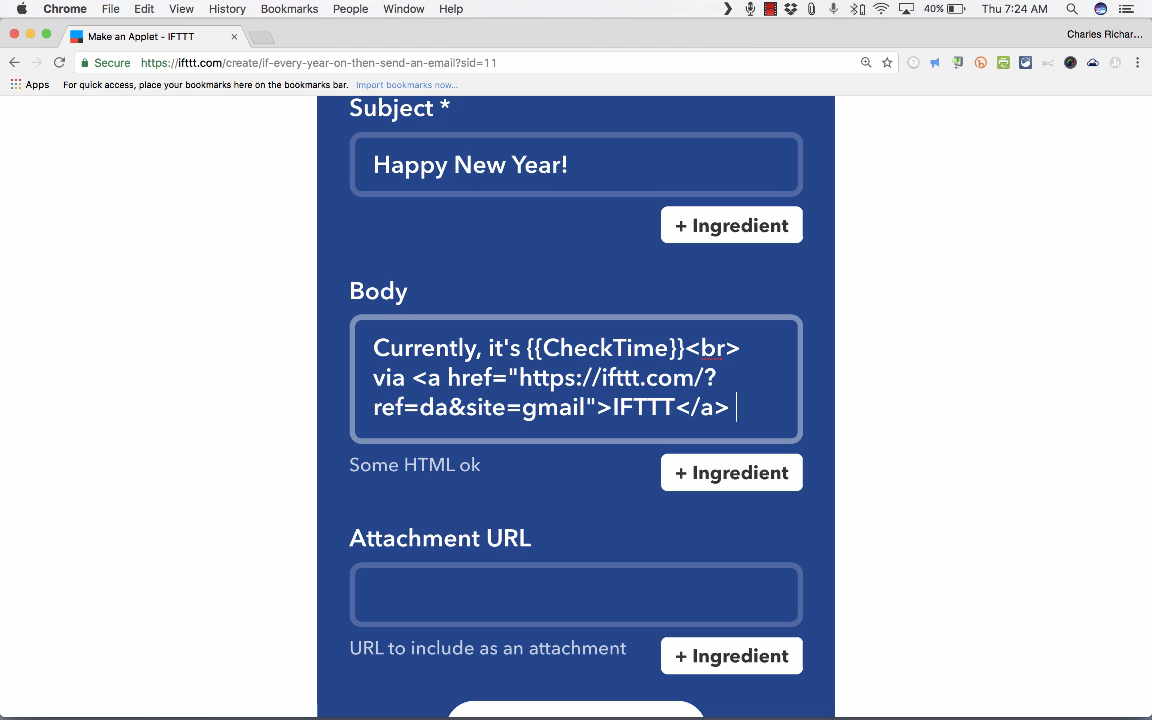 Chrome File Edit View History Bookmarks People Window Help 40% Thu 7:24 AM
Make an Applet - IFTTT Charles Richar...
Secure https://ifttt.com/create/if-every-year-on-then-send-an-email?sid=11
Apps For quick access, place your bookmarks here on the bookmarks bar. Import bookmarks now...
Subject *
Happy New Year!
+ Ingredient
Body
Currently, it's {{CheckTime}}<br>
via <a href="https://ifttt.com/?
ref=da&site=gmail">IFTTT</a>
Some HTML ok
+ Ingredient
Attachment URL
URL to include as an attachment
+ Ingredient